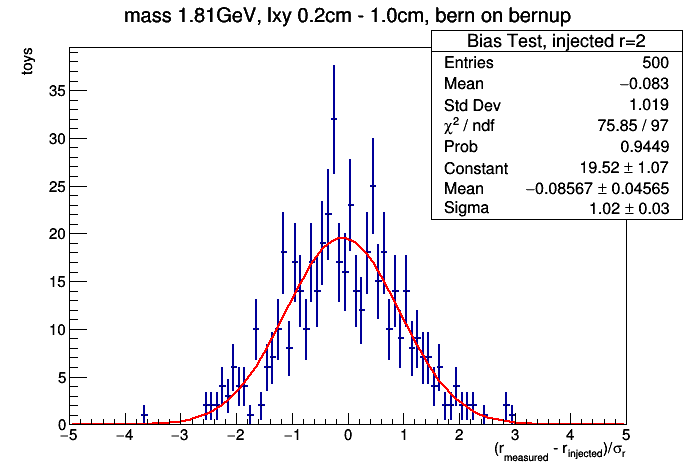 mass 1.81GeV, lxy 0.2cm - 1.0cm, bern on bernup
toys
Bias Test, injected r=2
Entries 500
Mean −0.083
Std Dev 1.019
χ² / ndf 75.85 / 97
Prob 0.9449
Constant 19.52 ± 1.07
Mean −0.08567 ± 0.04565
Sigma 1.02 ± 0.03
35
30
25
20
15
10
5
0
−5 −4 −3 −2 −1 0 1 2 3 4 5
(r_measured - r_injected)/σ_r